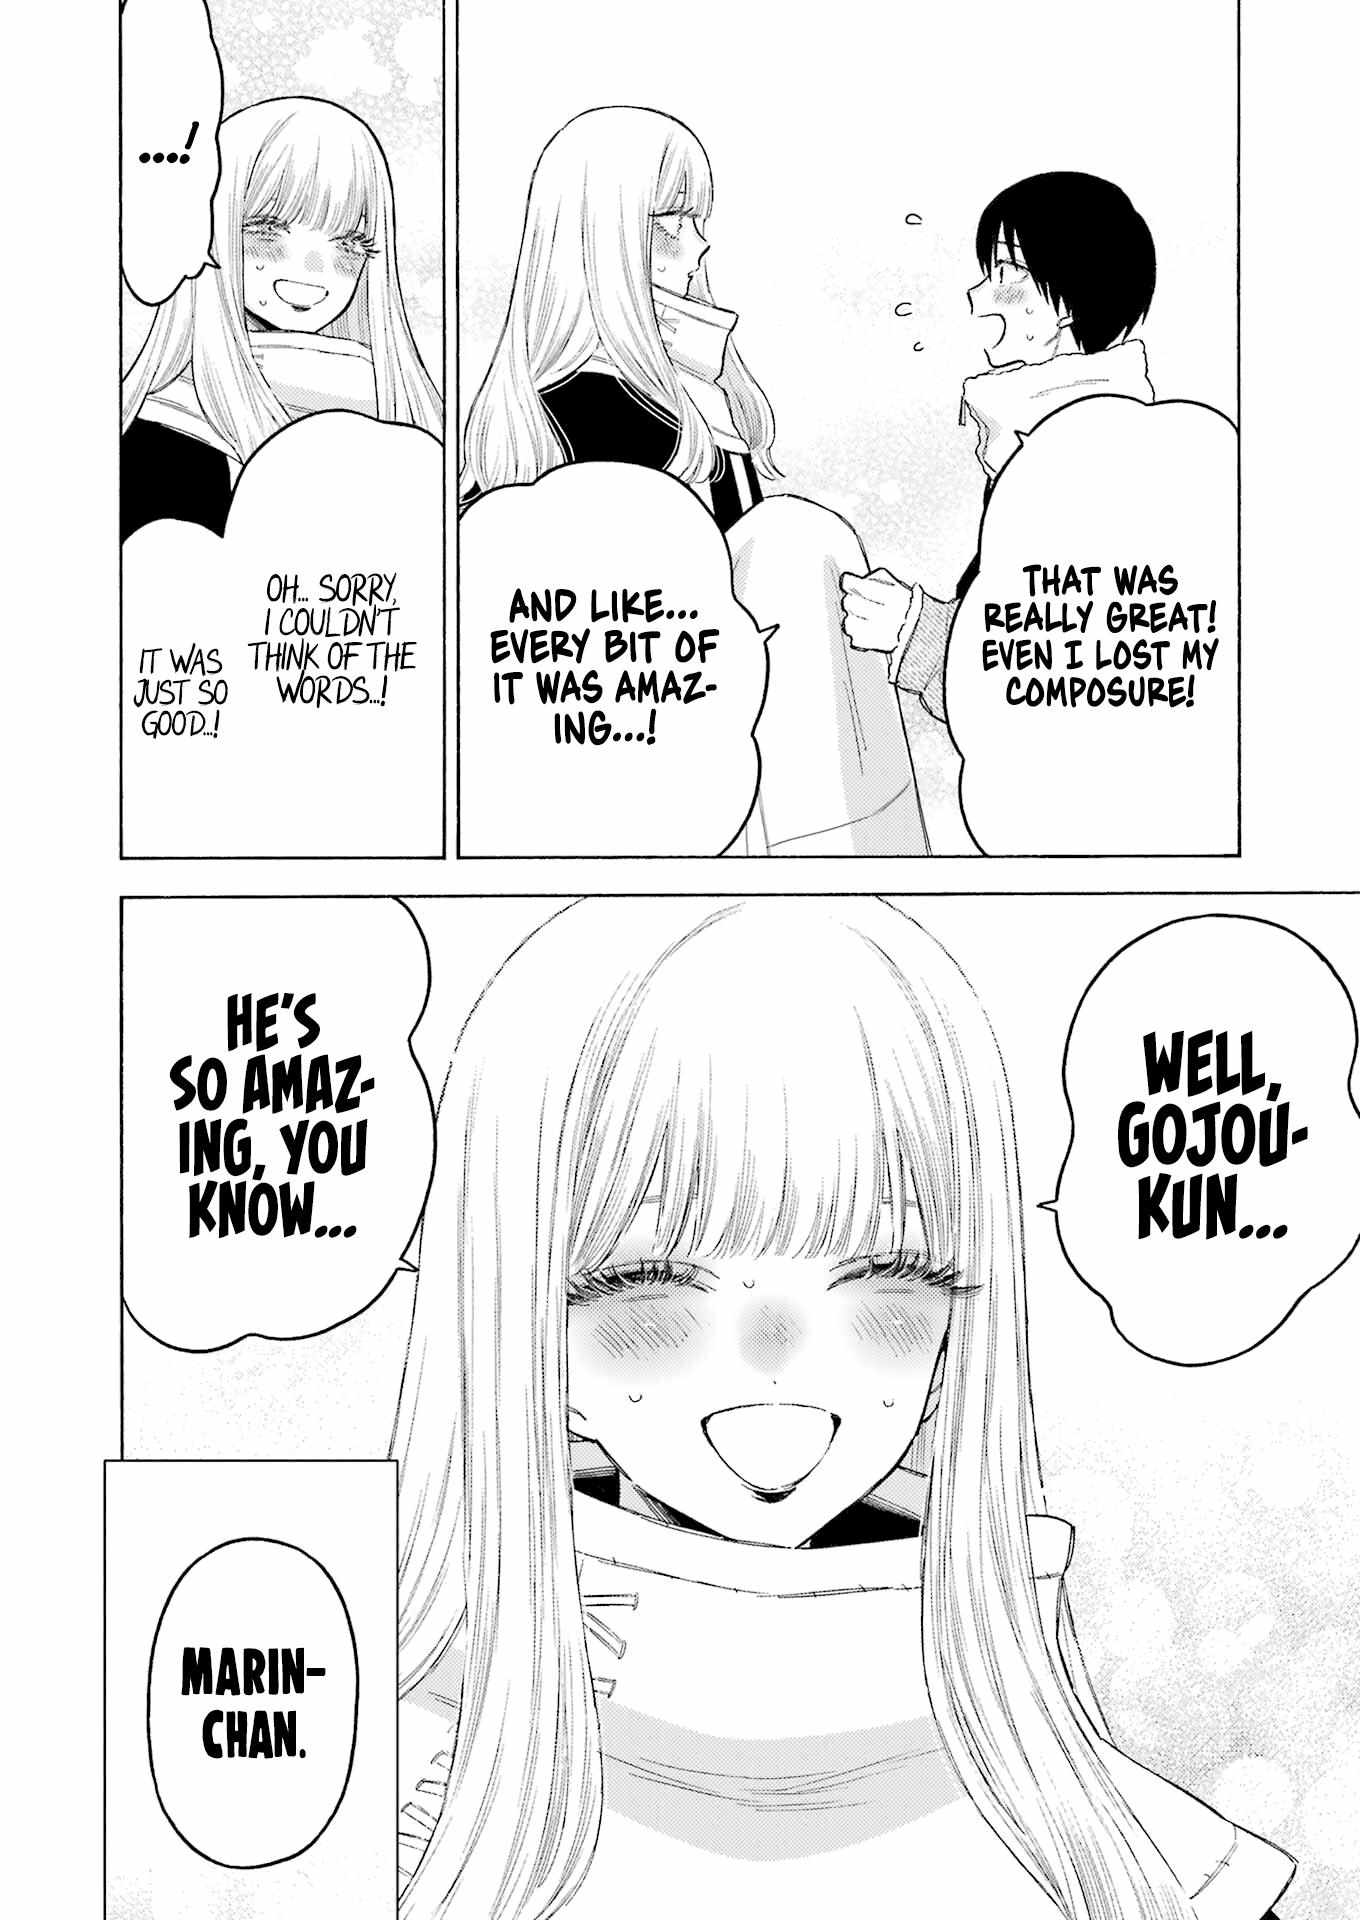 THAT WAS
REALLY GREAT!
EVEN I LOST MY
COMPOSURE!
AND LIKE...
EVERY BIT OF
IT WAS AMAZ-
ING...!
....!
OH... SORRY,
I COULDN'T
THINK OF THE
WORDS...!
IT WAS
JUST SO
GOOD...!
WELL,
GOJOU-
KUN...
HE'S
SO AMAZ-
ING, YOU
KNOW...
MARIN-
CHAN.